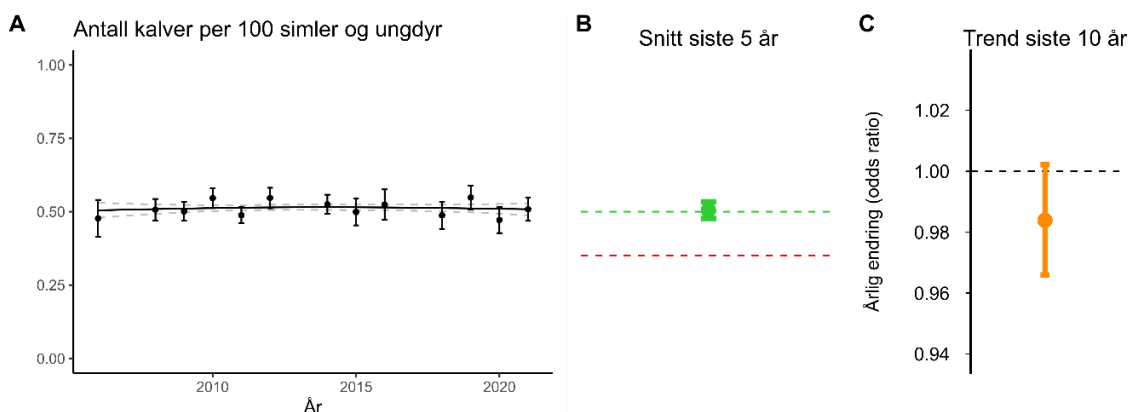 A
Antall kalver per 100 simler og ungdyr
1.00
0.75
0.50
0.25
0.00
2010
2015
2020
År
B
Snitt siste 5 år
C
Trend siste 10 år
Årlig endring (odds ratio)
1.02
1.00
0.98
0.96
0.94